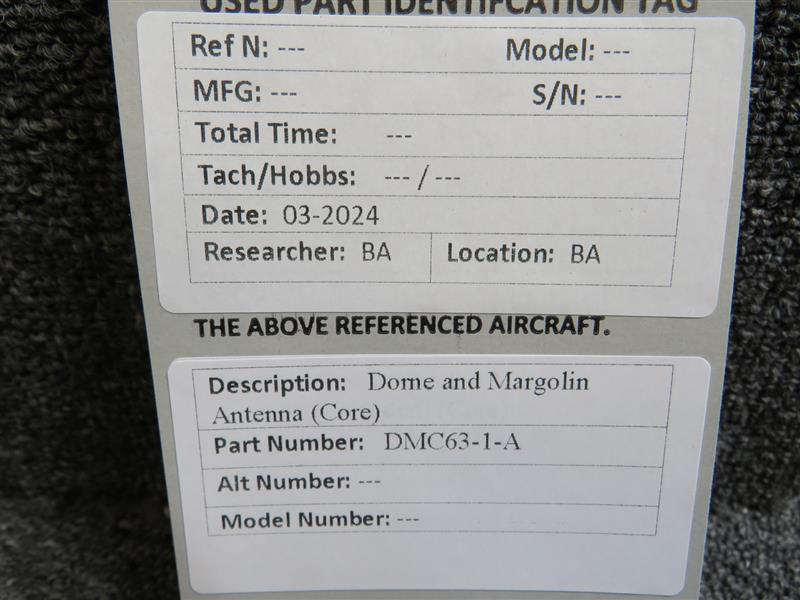 USED PART IDENTIFCATION TAG
Ref N: --- Model: ---
MFG: --- S/N: ---
Total Time: ---
Tach/Hobbs: --- / ---
Date: 03-2024
Researcher: BA Location: BA
THE ABOVE REFERENCED AIRCRAFT.
Description: Dorne and Margolin
Antenna (Core)
Part Number: DMC63-1-A
Alt Number: ---
Model Number: ---